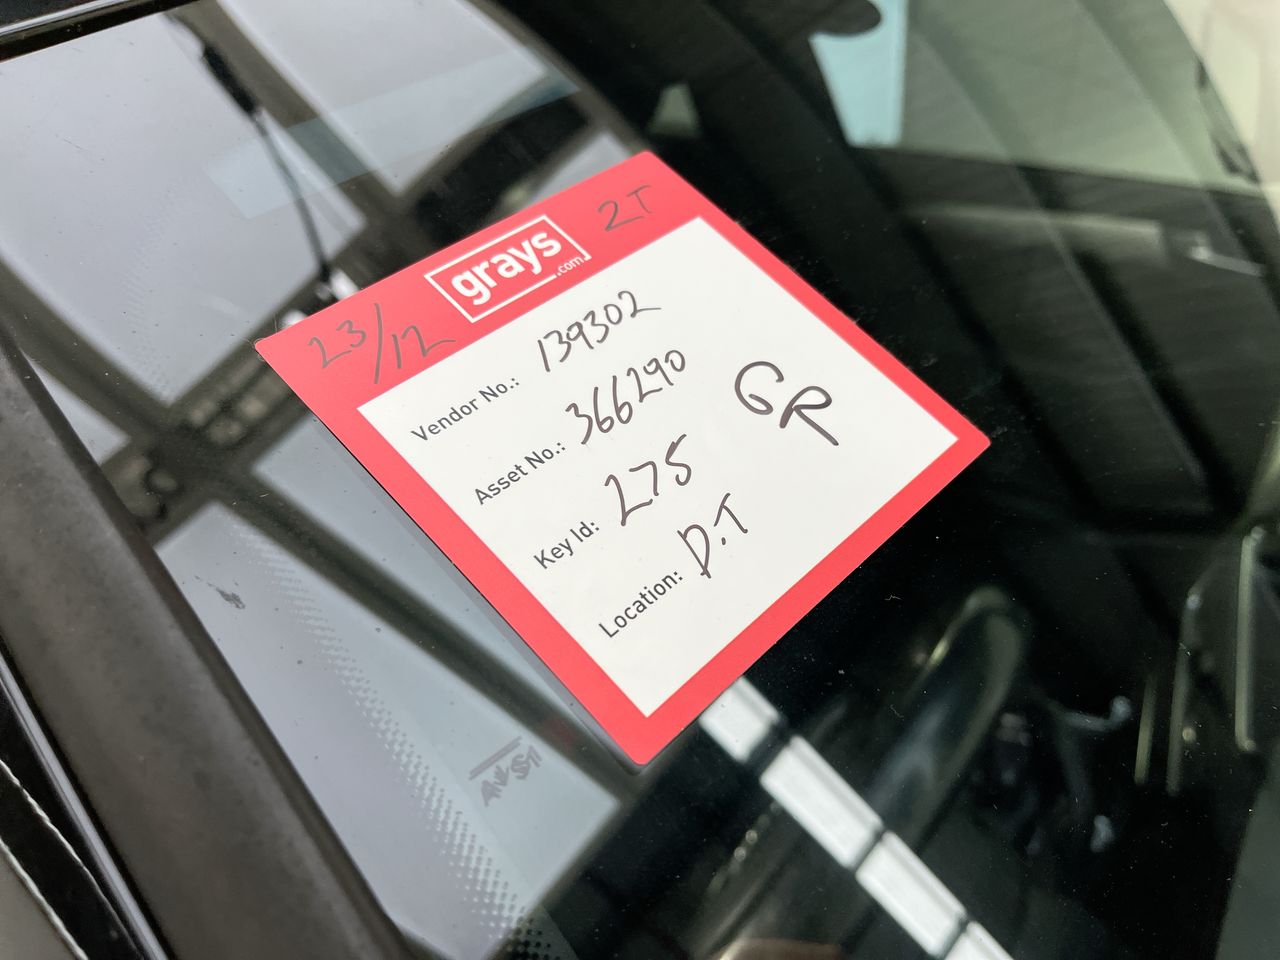 23/12
grays
.com
2T
Vendor No.: 139302
Asset No.: 366290
Key Id: 275
Location: D.T
GR